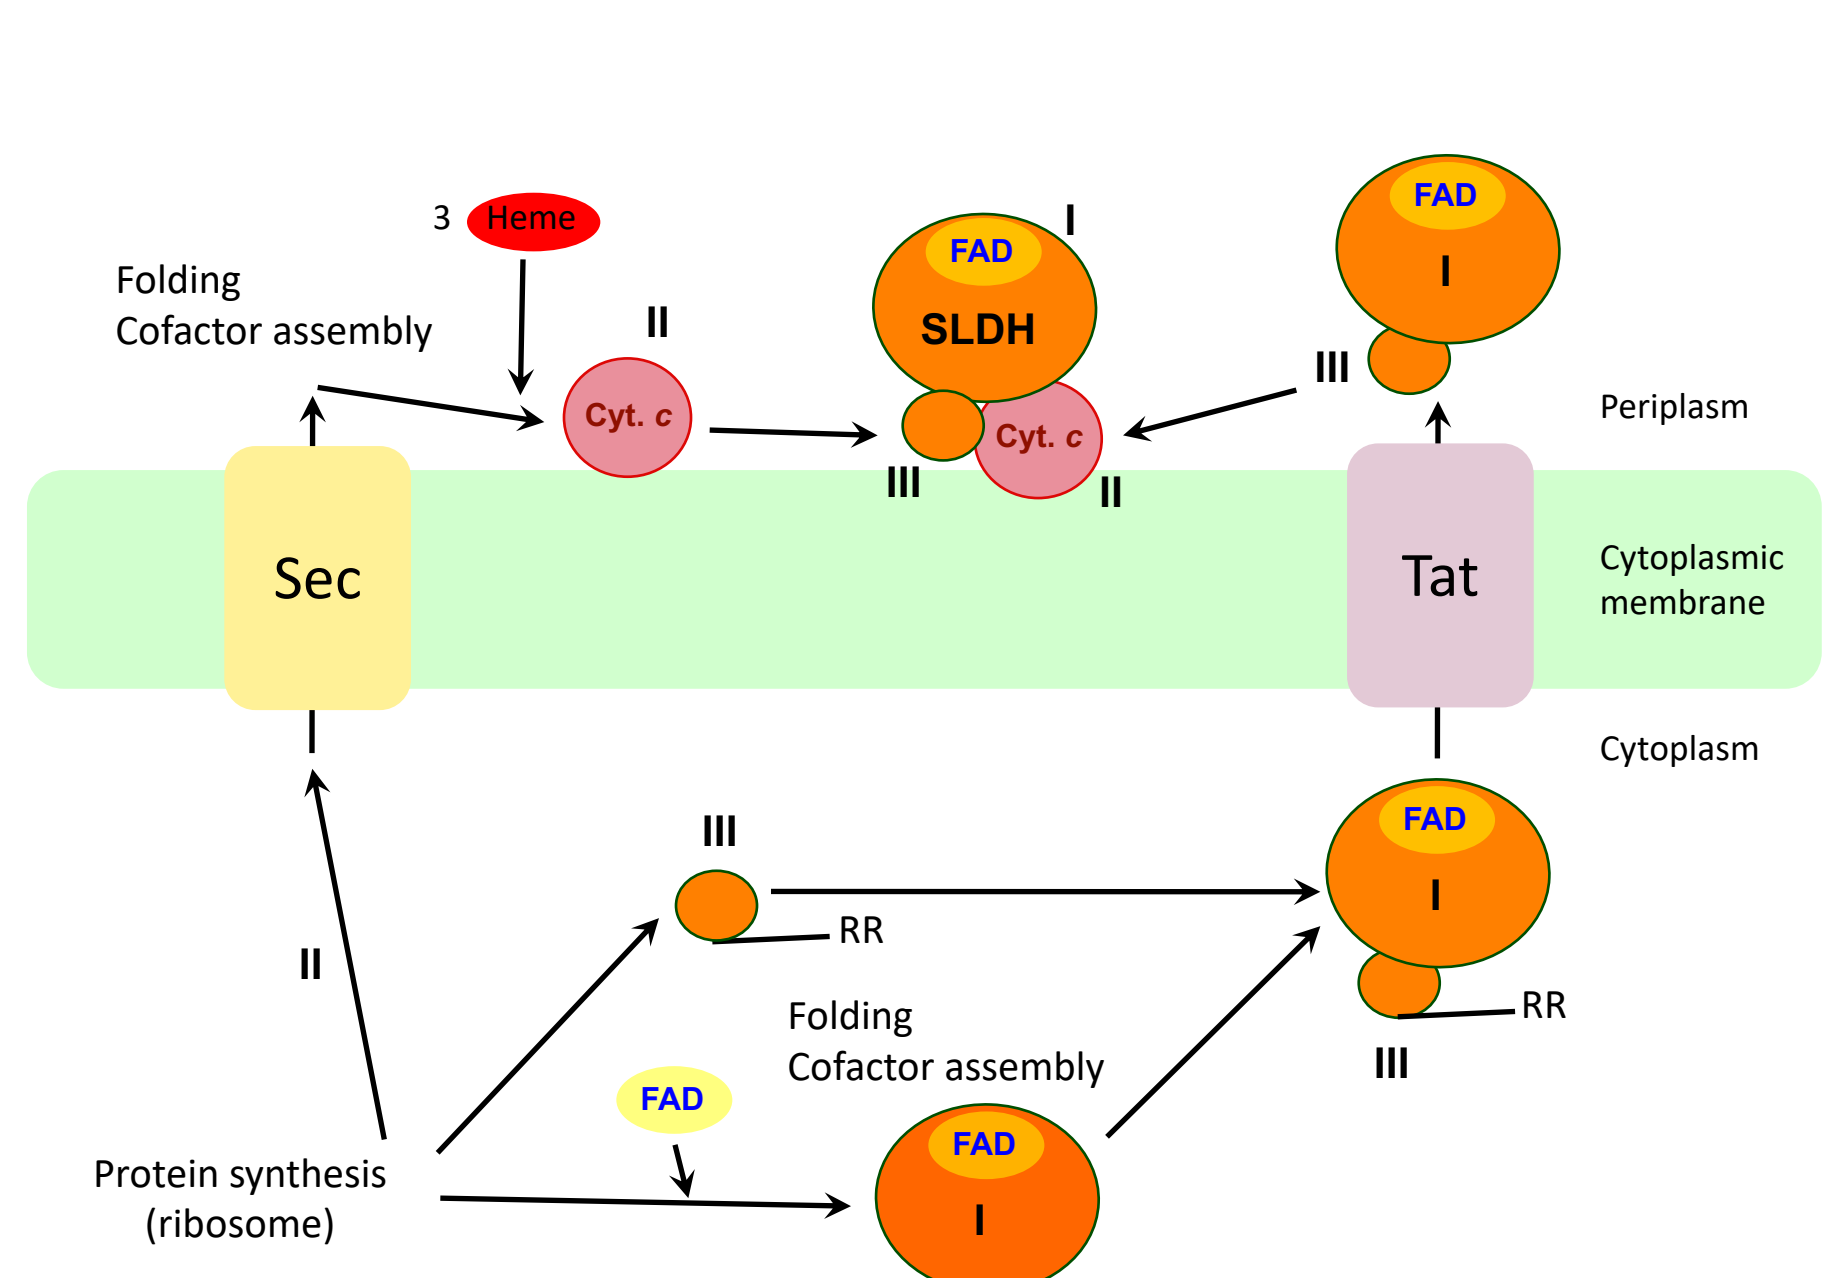 FAD
3 Heme
I
FAD
Folding
Cofactor assembly
I
II
SLDH
III
Cyt. c
Periplasm
Cyt. c
III
II
Sec
Tat
Cytoplasmic
membrane
Cytoplasm
III
FAD
I
RR
II
Folding
Cofactor assembly
RR
III
FAD
FAD
I
Protein synthesis
(ribosome)